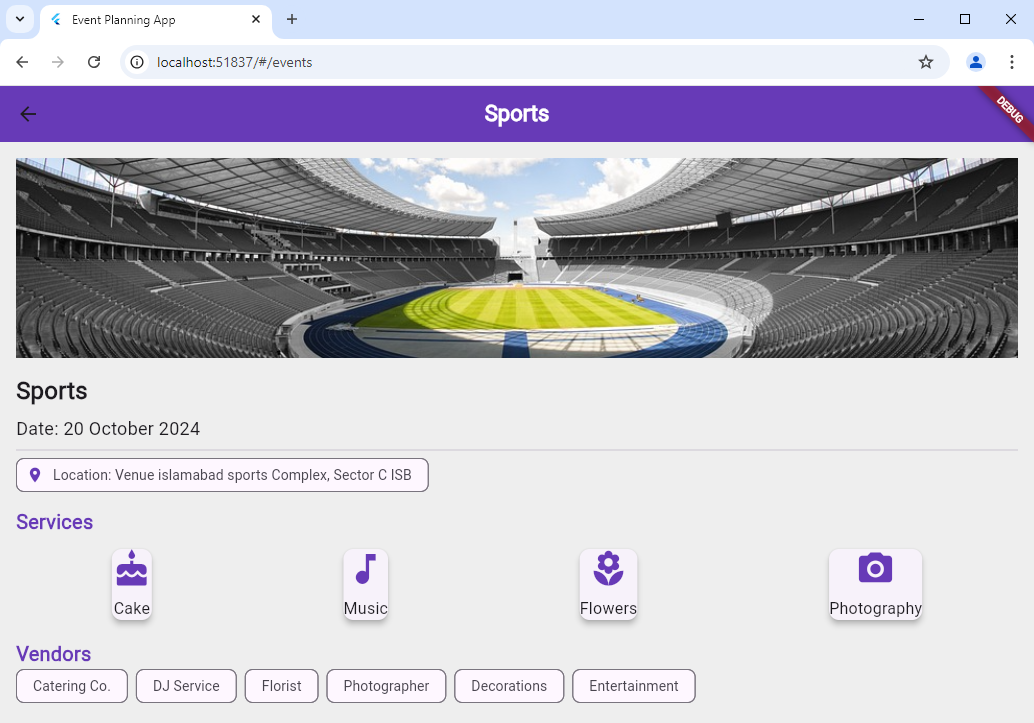 Event Planning App
localhost:51837/#/events
Sports
DEBUG
Sports
Date: 20 October 2024
Location: Venue islamabad sports Complex, Sector C ISB
Services
Cake Music Flowers Photography
Vendors
Catering Co. DJ Service Florist Photographer Decorations Entertainment